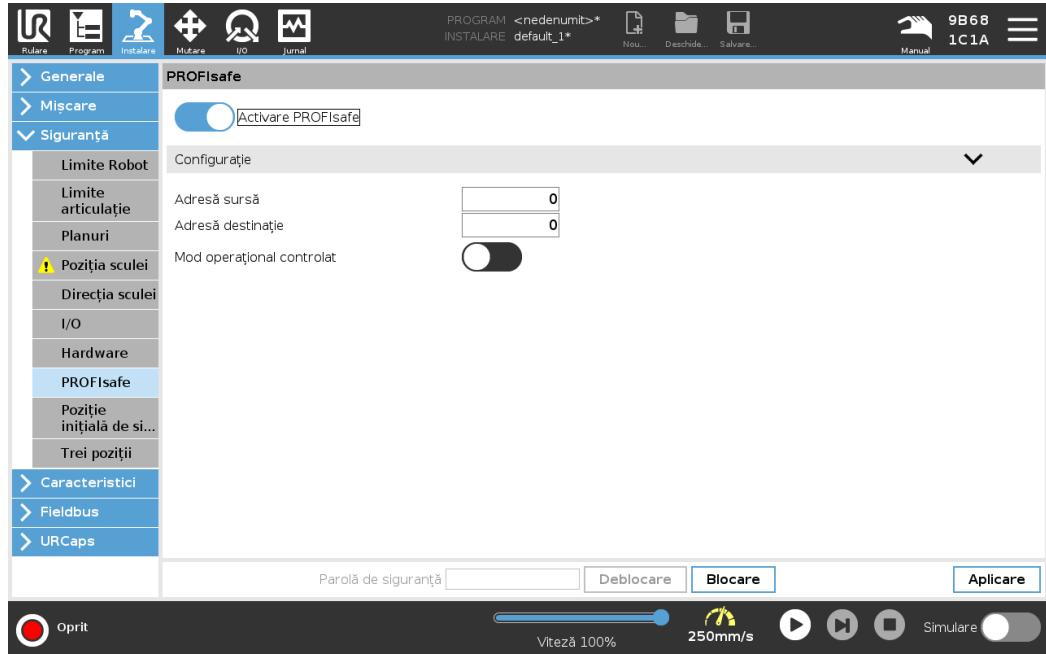 PROGRAM <nedenumit>*
INSTALARE default_1*
Rulare Program Instalare Mutare I/O Jurnal
Nou... Deschide... Salvare...
Manual
9B68
1C1A
Generale
Mișcare
Siguranță
Limite Robot
Limite
articulație
Planuri
Poziția sculei
Direcția sculei
I/O
Hardware
PROFIsafe
Poziție
inițială de si...
Trei poziții
Caracteristici
Fieldbus
URCaps
PROFIsafe
Activare PROFIsafe
Configurație
Adresă sursă 0
Adresă destinație 0
Mod operațional controlat
Parolă de siguranță Deblocare Blocare Aplicare
Oprit
Viteză 100%
250mm/s
Simulare